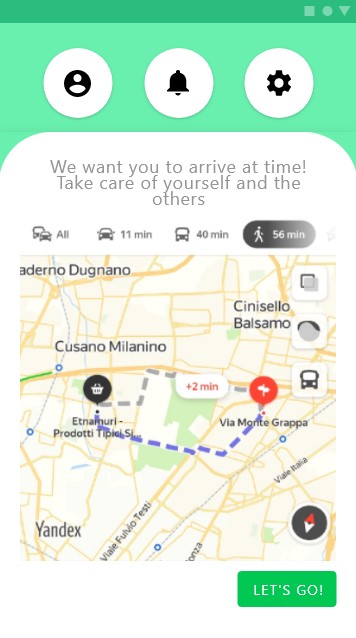 We want you to arrive at time!
Take care of yourself and the
others
All
11 min
40 min
56 min
aderno Dugnano
Cinisello
Balsamo
Cusano Milanino
+2 min
Etnamuri -
Prodotti Tipici Si...
Via Monte Grappa
Viale Italia
Viale Fulvio Testi
onza
Yandex
LET'S GO!